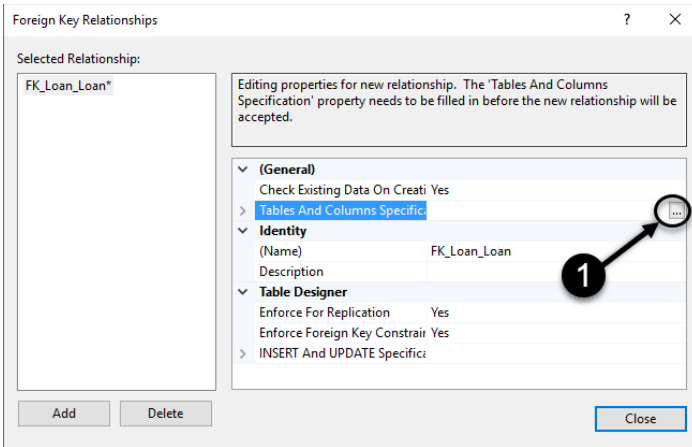 Foreign Key Relationships
?
Selected Relationship:
FK_Loan_Loan*
Editing properties for new relationship. The 'Tables And Columns
Specification' property needs to be filled in before the new relationship will be
accepted.
(General)
Check Existing Data On Creati Yes
Tables And Columns Specifica
...
Identity
(Name) FK_Loan_Loan
Description
1
Table Designer
Enforce For Replication Yes
Enforce Foreign Key Constrair Yes
INSERT And UPDATE Specifica
Add Delete
Close